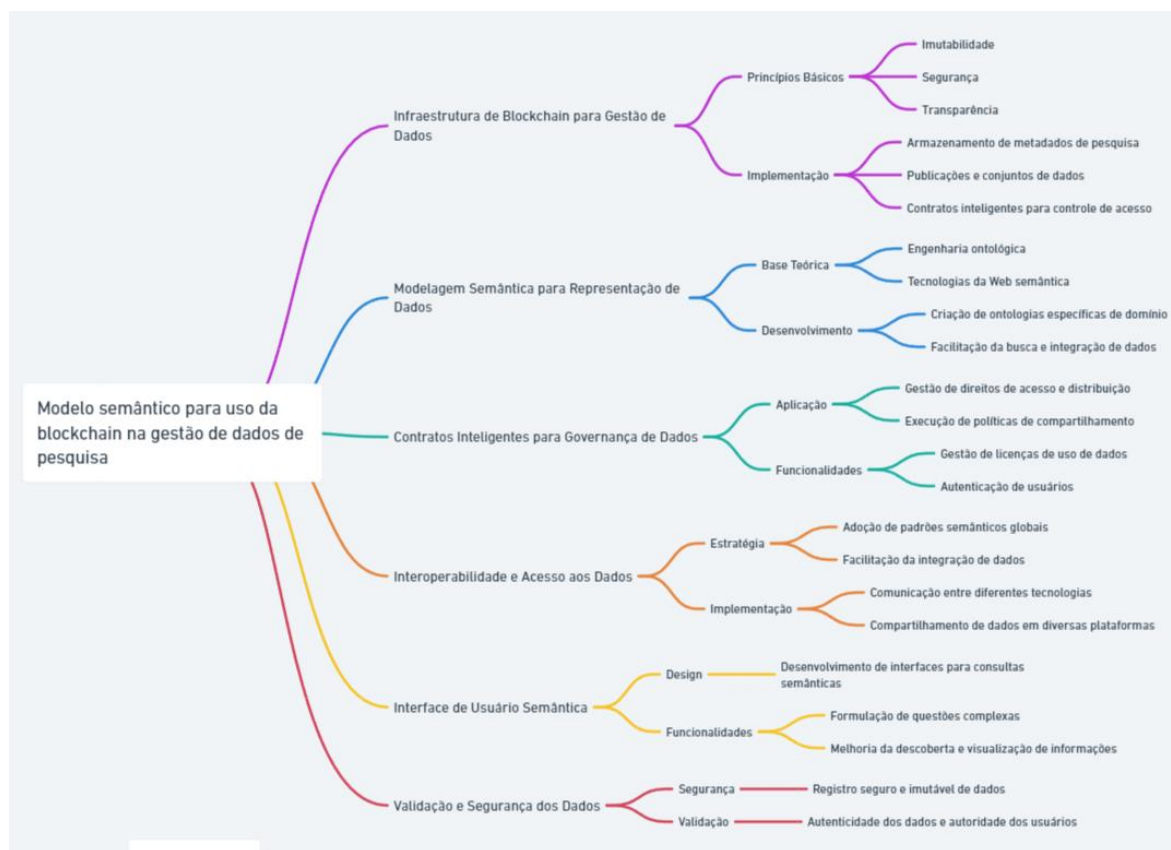 Modelo semântico para uso da
blockchain na gestão de dados de
pesquisa
Infraestrutura de Blockchain para Gestão de
Dados
Princípios Básicos
Imutabilidade
Segurança
Transparência
Implementação
Armazenamento de metadados de pesquisa
Publicações e conjuntos de dados
Contratos inteligentes para controle de acesso
Modelagem Semântica para Representação de
Dados
Base Teórica
Engenharia ontológica
Tecnologias da Web semântica
Desenvolvimento
Criação de ontologias específicas de domínio
Facilitação da busca e integração de dados
Contratos Inteligentes para Governança de Dados
Aplicação
Gestão de direitos de acesso e distribuição
Execução de políticas de compartilhamento
Funcionalidades
Gestão de licenças de uso de dados
Autenticação de usuários
Interoperabilidade e Acesso aos Dados
Estratégia
Adoção de padrões semânticos globais
Facilitação da integração de dados
Implementação
Comunicação entre diferentes tecnologias
Compartilhamento de dados em diversas plataformas
Interface de Usuário Semântica
Design
Desenvolvimento de interfaces para consultas
semânticas
Funcionalidades
Formulação de questões complexas
Melhoria da descoberta e visualização de informações
Validação e Segurança dos Dados
Segurança
Registro seguro e imutável de dados
Validação
Autenticidade dos dados e autoridade dos usuários